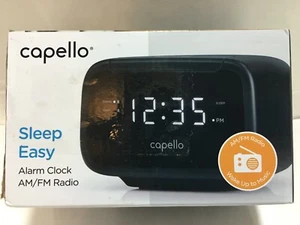 capello®
Sleep
Easy
Alarm Clock
AM/FM Radio
12:35
PM
capello
AM/FM Radio
Wake Up to Music